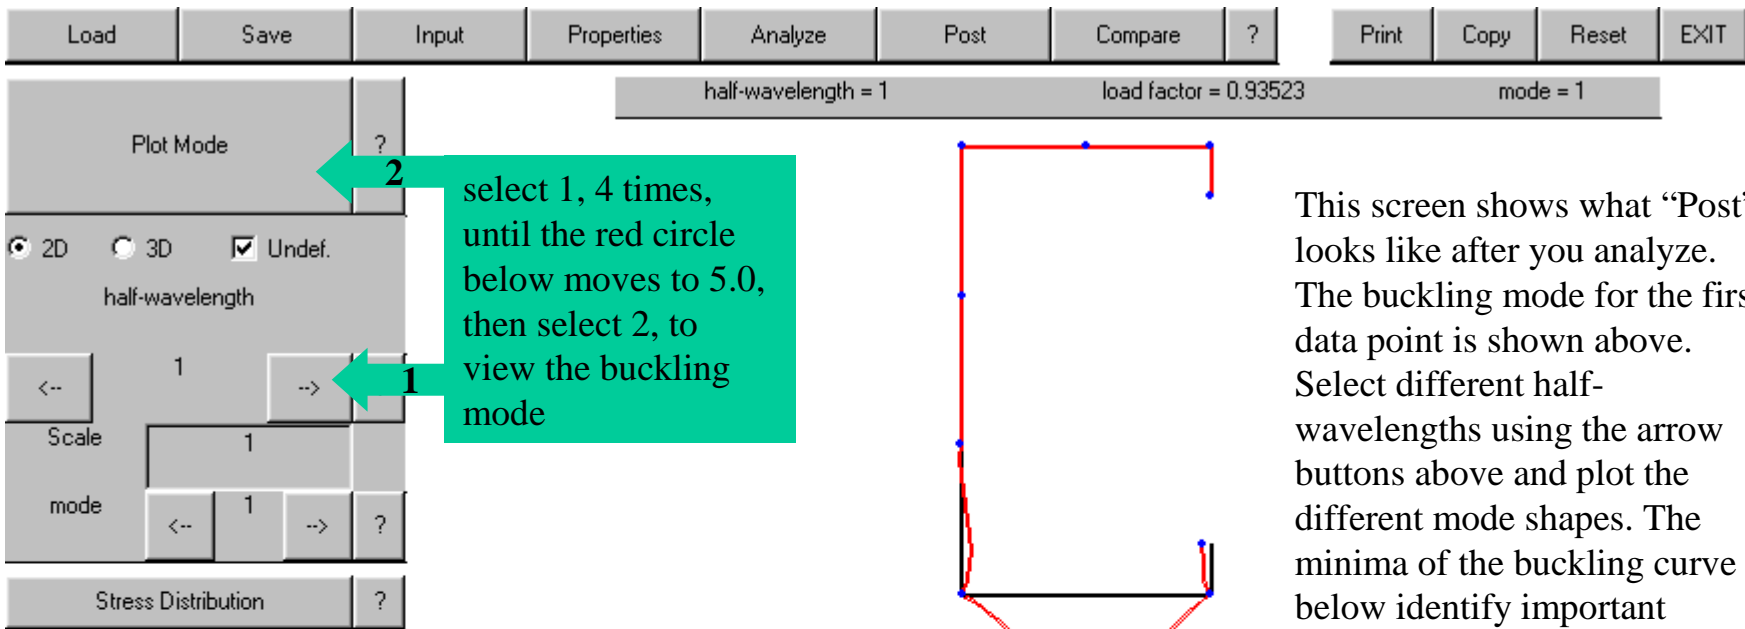 Load Save Input Properties Analyze Post Compare ? Print Copy Reset EXIT
half-wavelength = 1 load factor = 0.93523 mode = 1
Plot Mode ?
2
select 1, 4 times,
until the red circle
below moves to 5.0,
then select 2, to
view the buckling
mode
2D 3D Undef.
half-wavelength
<-- 1 --> 1
Scale 1
mode <-- 1 --> ?
Stress Distribution ?
This screen shows what “Post”
looks like after you analyze.
The buckling mode for the firs
data point is shown above.
Select different half-
wavelengths using the arrow
buttons above and plot the
different mode shapes. The
minima of the buckling curve
below identify important